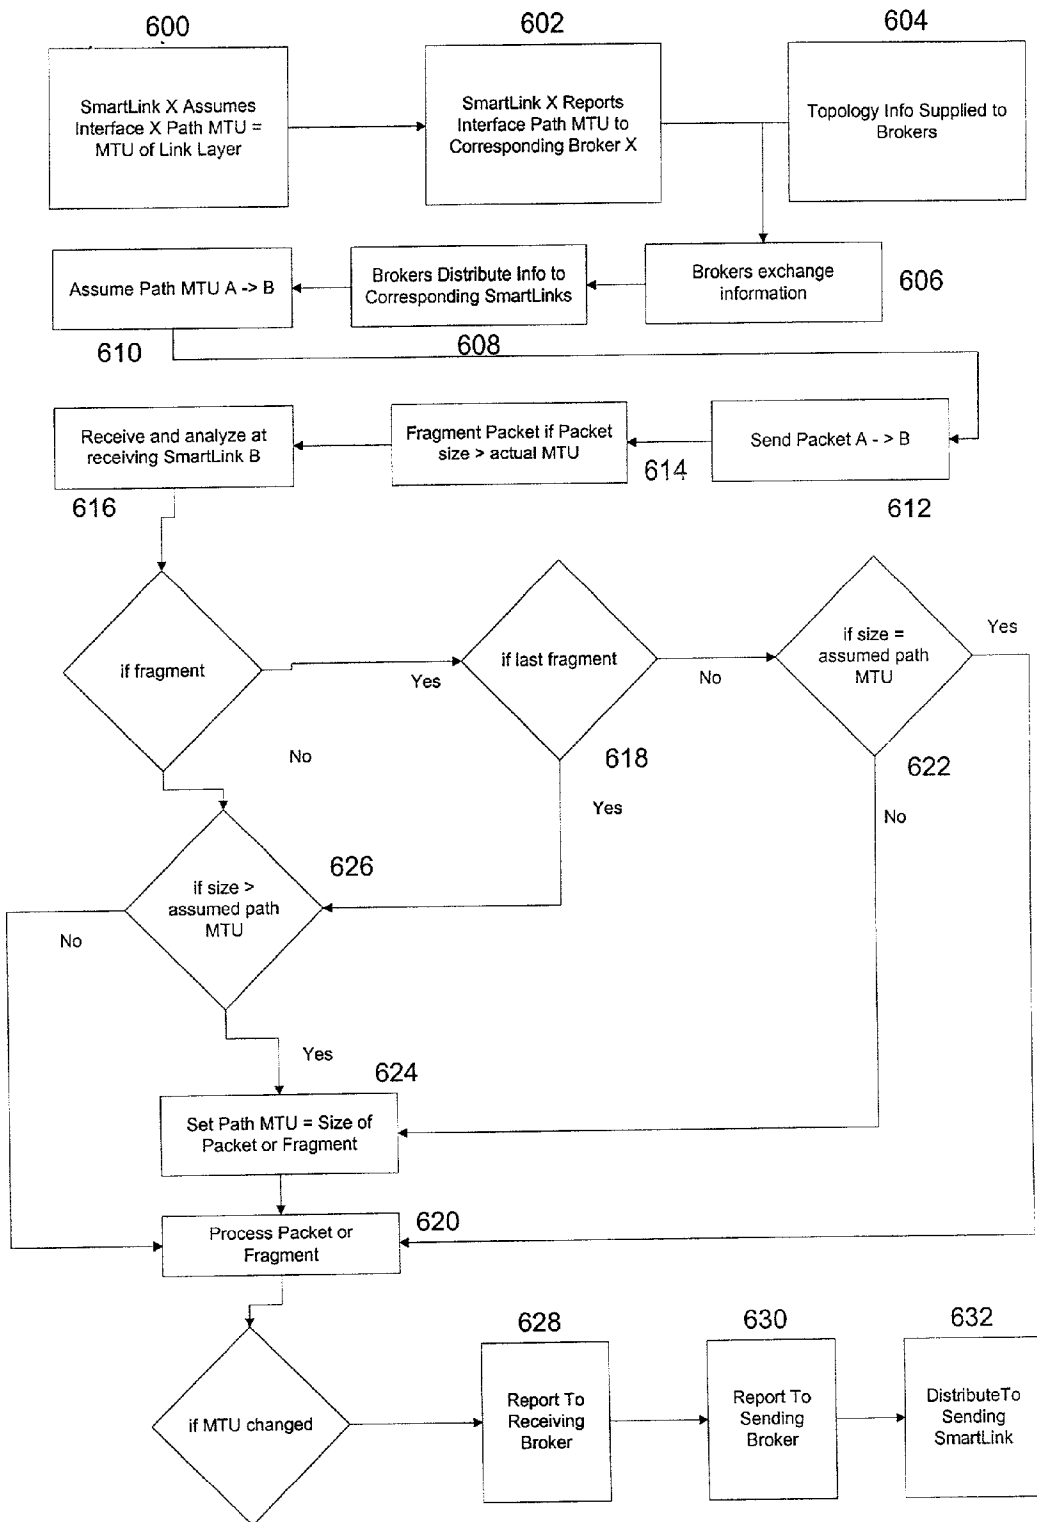 600
602
604
SmartLink X Assumes
Interface X Path MTU =
MTU of Link Layer
SmartLink X Reports
Interface Path MTU to
Corresponding Broker X
Topology Info Supplied to
Brokers
Assume Path MTU A -> B
Brokers Distribute Info to
Corresponding SmartLinks
Brokers exchange
information
606
610
608
Receive and analyze at
receiving SmartLink B
Fragment Packet if Packet
size > actual MTU
Send Packet A - > B
616
614
612
if fragment
Yes
if last fragment
No
if size =
assumed path
MTU
Yes
No
618
622
Yes
No
626
if size >
assumed path
MTU
No
Yes
624
Set Path MTU = Size of
Packet or Fragment
620
Process Packet or
Fragment
if MTU changed
628
630
632
Report To
Receiving
Broker
Report To
Sending
Broker
DistributeTo
Sending
SmartLink